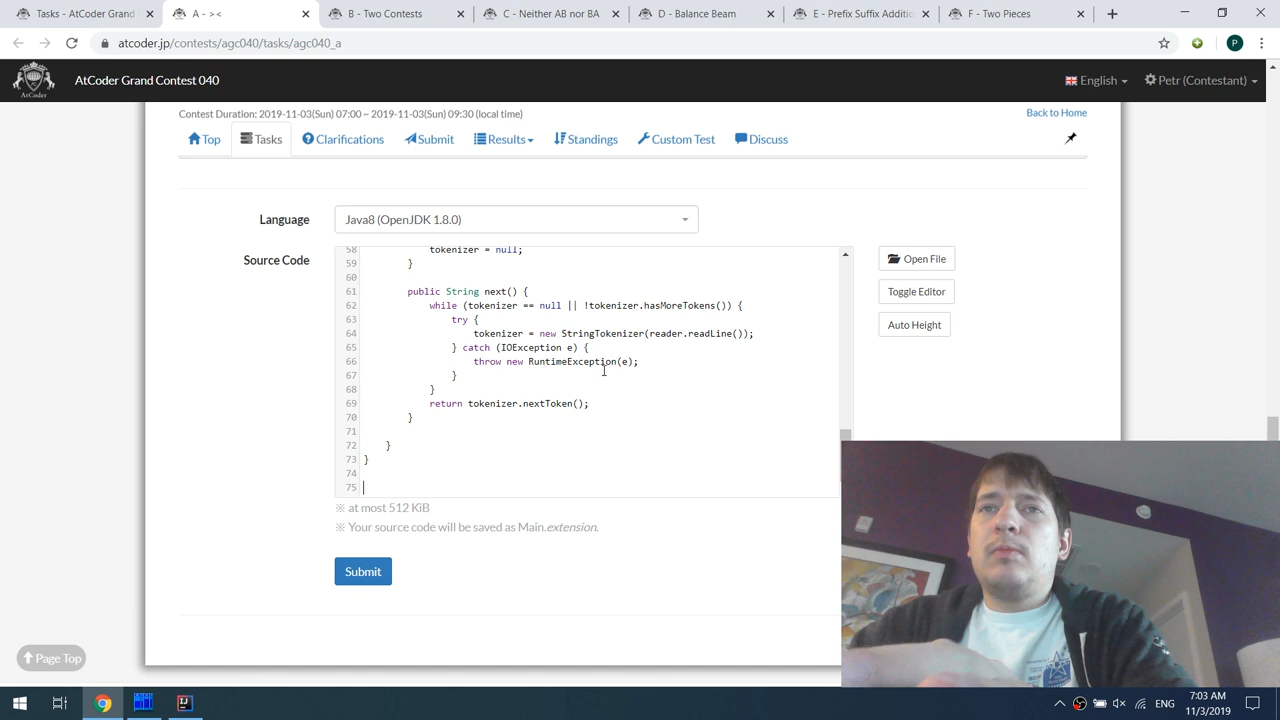 Tasks - AtCoder Grand
A - ><
B - Two Contests
C - Neither AB nor BA
D - Balance Beam
E - Prefix Suffix Additio
F - Two Pieces
atcoder.jp/contests/agc040/tasks/agc040_a
P
AtCoder
AtCoder Grand Contest 040
English
Petr (Contestant)
Contest Duration: 2019-11-03(Sun) 07:00 ~ 2019-11-03(Sun) 09:30 (local time)
Back to Home
Top
Tasks
Clarifications
Submit
Results
Standings
Custom Test
Discuss
Language
Java8 (OpenJDK 1.8.0)
Source Code
58 tokenizer = null;
59 }
60
61 public String next() {
62 while (tokenizer == null || !tokenizer.hasMoreTokens()) {
63 try {
64 tokenizer = new StringTokenizer(reader.readLine());
65 } catch (IOException e) {
66 throw new RuntimeException(e);
67 }
68 }
69 return tokenizer.nextToken();
70 }
71
72 }
73 }
74
75
Open File
Toggle Editor
Auto Height
※ at most 512 KiB
※ Your source code will be saved as Main.extension.
Submit
Page Top
ENG
7:03 AM
11/3/2019